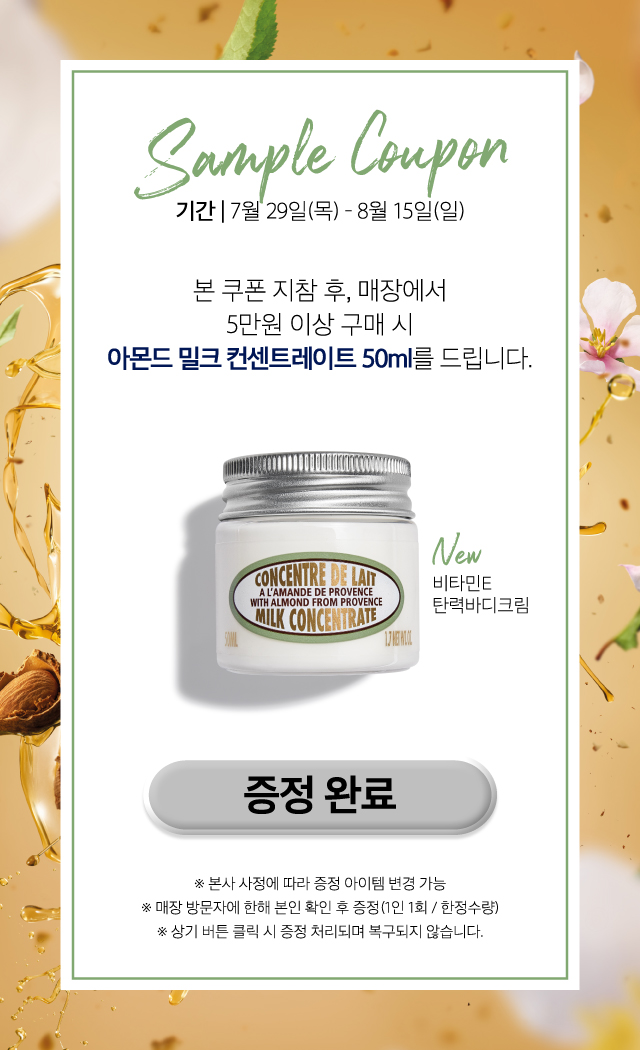 Sample Coupon
기간 | 7월 29일(목) - 8월 15일(일)
본 쿠폰 지참 후, 매장에서
5만원 이상 구매 시
아몬드 밀크 컨센트레이트 50ml를 드립니다.
CONCENTRE DE LAIT
A L'AMANDE DE PROVENCE
WITH ALMOND FROM PROVENCE
MILK CONCENTRATE
50ML 1.7 NET WT. OZ.
New
비타민E
탄력바디크림
증정 완료
※ 본사 사정에 따라 증정 아이템 변경 가능
※ 매장 방문자에 한해 본인 확인 후 증정(1인 1회 / 한정수량)
※ 상기 버튼 클릭 시 증정 처리되며 복구되지 않습니다.